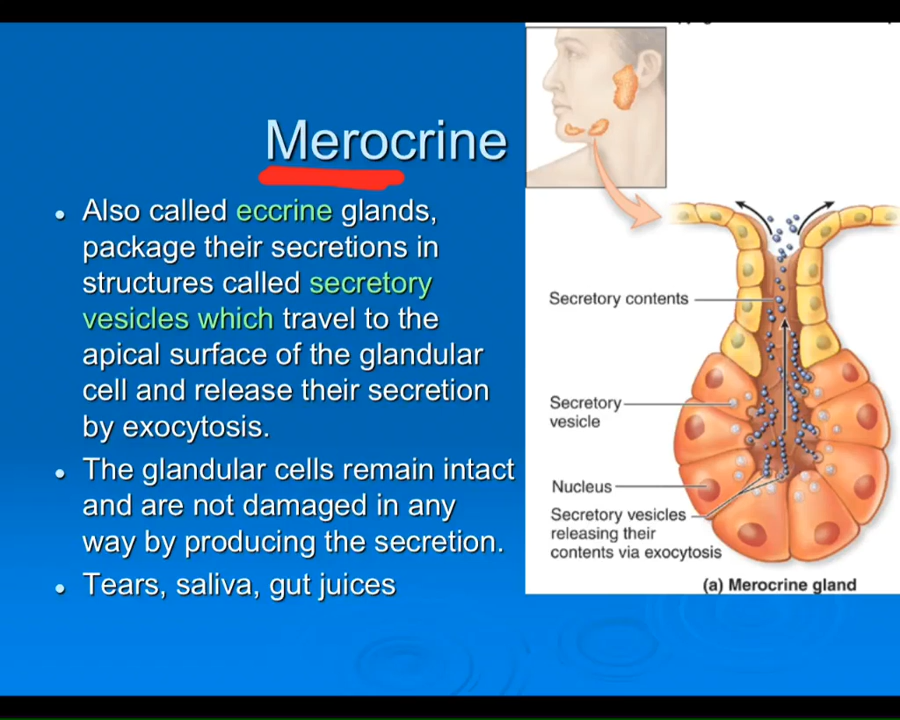 Merocrine
• Also called eccrine glands,
package their secretions in
structures called secretory
vesicles which travel to the
apical surface of the glandular
cell and release their secretion
by exocytosis.
• The glandular cells remain intact
and are not damaged in any
way by producing the secretion.
• Tears, saliva, gut juices
Secretory contents
Secretory
vesicle
Nucleus
Secretory vesicles
releasing their
contents via exocytosis
(a) Merocrine gland